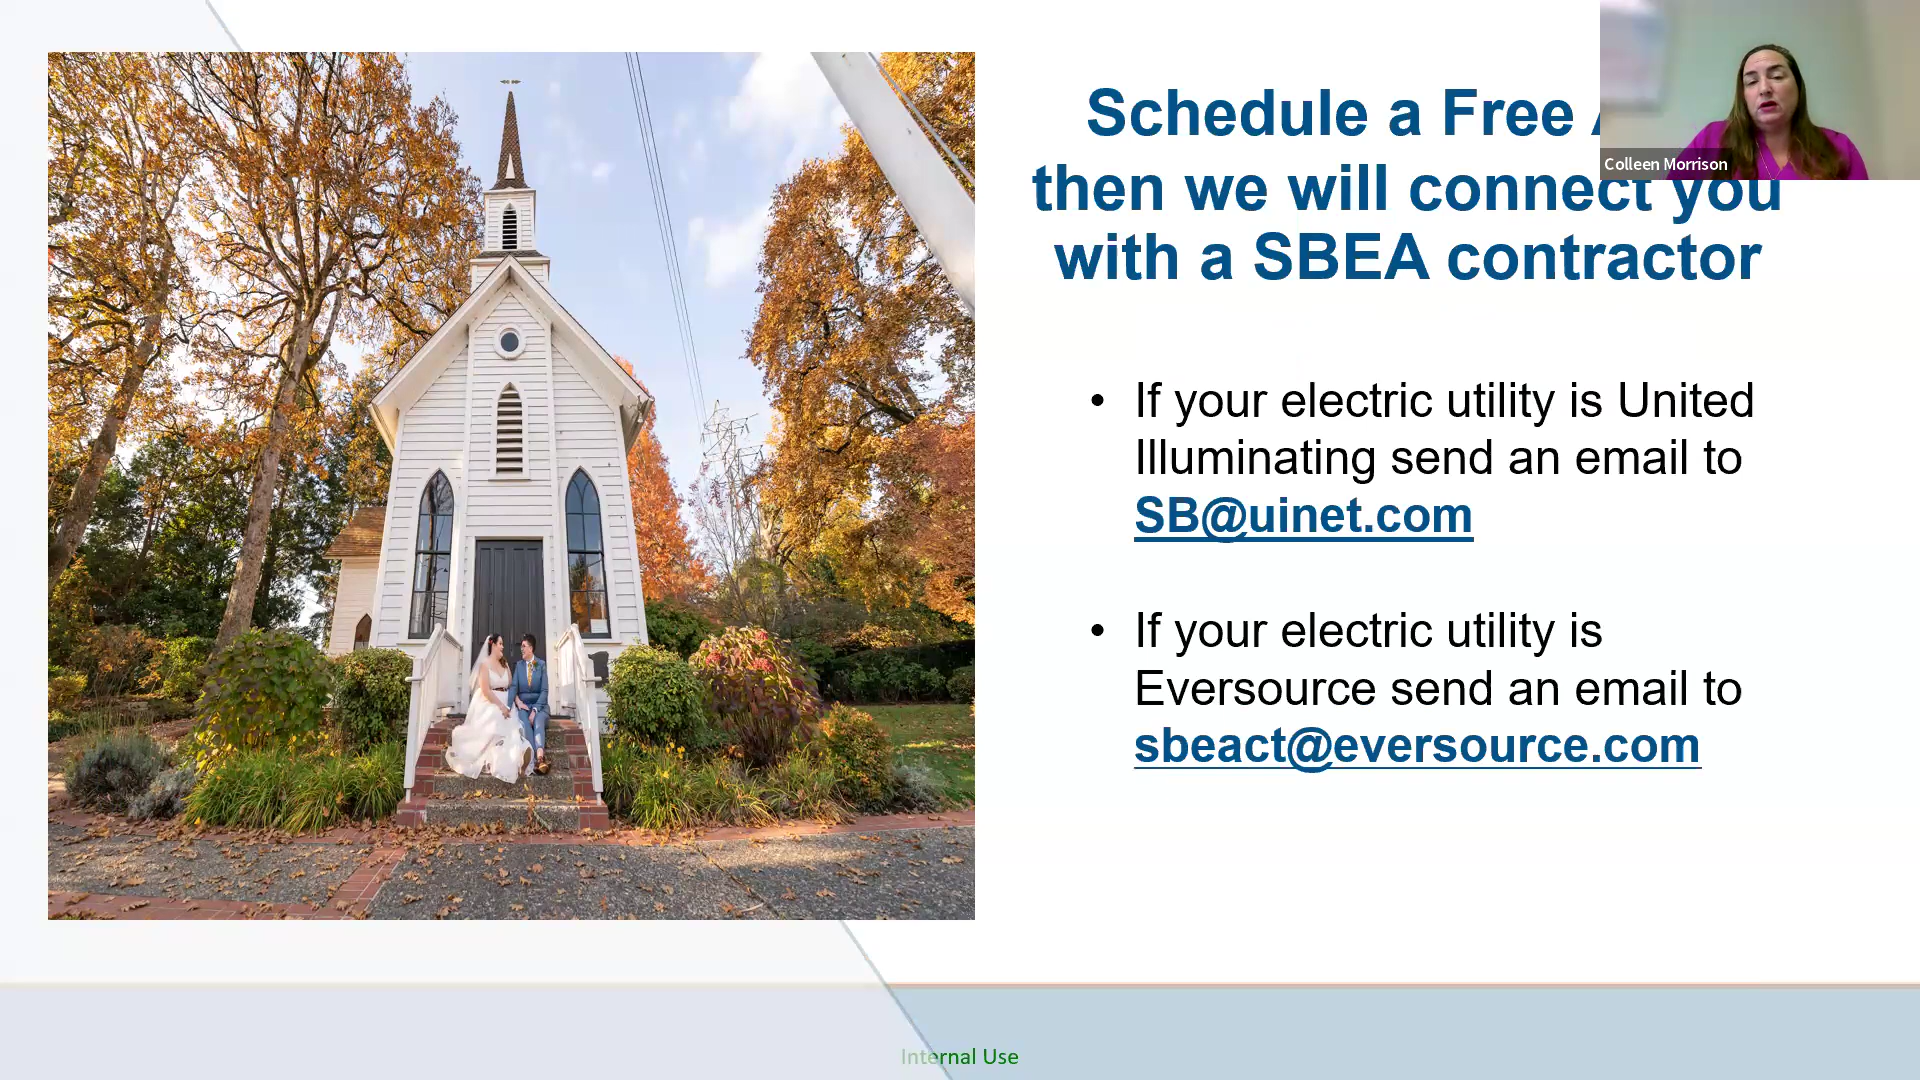 Schedule a Free
then we will connect you
with a SBEA contractor
Colleen Morrison
• If your electric utility is United
Illuminating send an email to
SB@uinet.com
• If your electric utility is
Eversource send an email to
sbeact@eversource.com
Internal Use